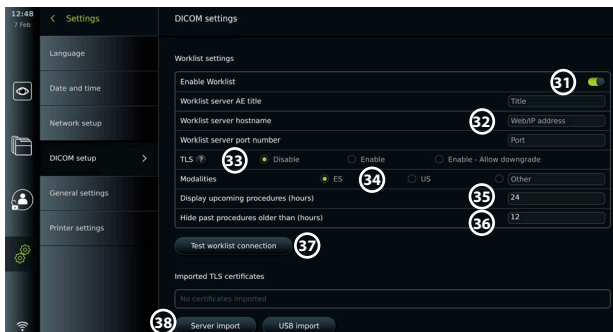 12:48
7 Feb
Settings
DICOM settings
Language
Date and time
Network setup
DICOM setup
General settings
Printer settings
Worklist settings
Enable Worklist 31
Worklist server AE title Title
Worklist server hostname 32 Web/IP address
Worklist server port number Port
TLS ? 33 Disable Enable Enable - Allow downgrade
Modalities ES 34 US Other
Display upcoming procedures (hours) 35 24
Hide past procedures older than (hours) 36 12
Test worklist connection 37
Imported TLS certificates
No certificates imported
38 Server import USB import